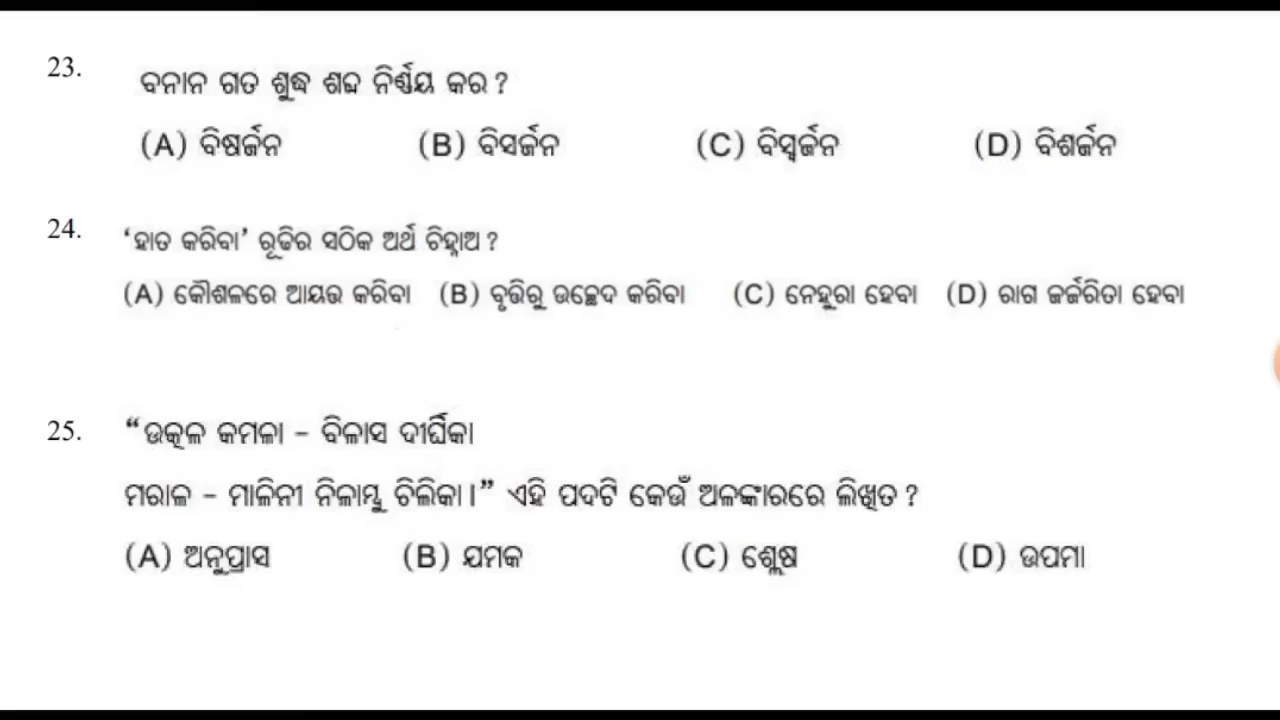 23. ବନାନ ଗତ ଶୁଦ୍ଧ ଶବ୍ଦ ନିର୍ଣ୍ଣୟ କର ?
(A) ବିଷର୍ଜନ (B) ବିସର୍ଜନ (C) ବିସ୍ୱର୍ଜନ (D) ବିଶର୍ଜନ
24. ‘ହାତ କରିବା’ ରୂଢିର ସଠିକ ଅର୍ଥ ଚିହ୍ନାଅ ?
(A) କୌଶଳରେ ଆୟତ୍ତ କରିବା (B) ବୃତ୍ତିରୁ ଉଚ୍ଛେଦ କରିବା (C) ନେହୁରା ହେବା (D) ରାଗ ଜର୍ଜରିତା ହେବା
25. “ଉତ୍କଳ କମଳା – ବିଳାସ ଦୀର୍ଘିକା
ମରାଳ – ମାଳିନୀ ନିଳାମ୍ବୁ ଚିଲିକା।” ଏହି ପଦଟି କେଉଁ ଅଳଙ୍କାରରେ ଲିଖିତ ?
(A) ଅନୁପ୍ରାସ (B) ଯମକ (C) ଶ୍ଳେଷ (D) ଉପମା